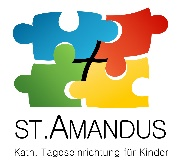 ST.AMANDUS
Kath. Tageseinrichtung für Kinder